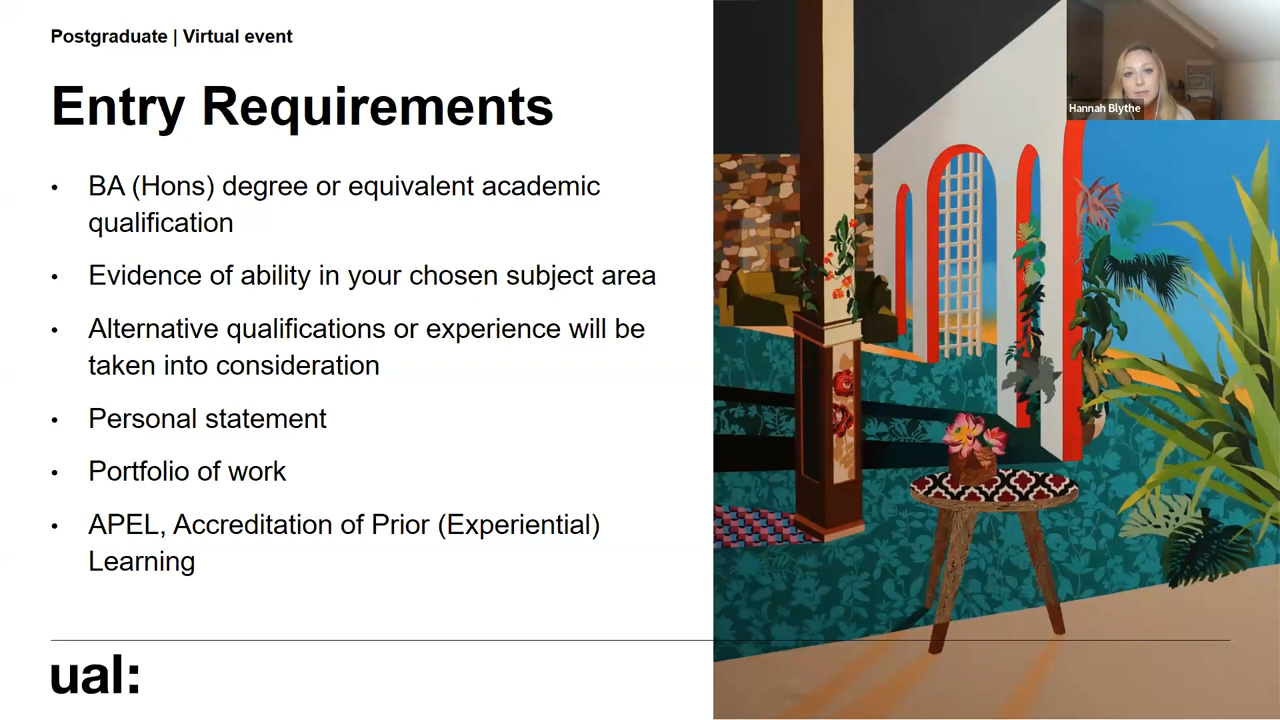 Postgraduate | Virtual event
Entry Requirements
• BA (Hons) degree or equivalent academic
qualification
• Evidence of ability in your chosen subject area
• Alternative qualifications or experience will be
taken into consideration
• Personal statement
• Portfolio of work
• APEL, Accreditation of Prior (Experiential)
Learning
ual:
Hannah Blythe